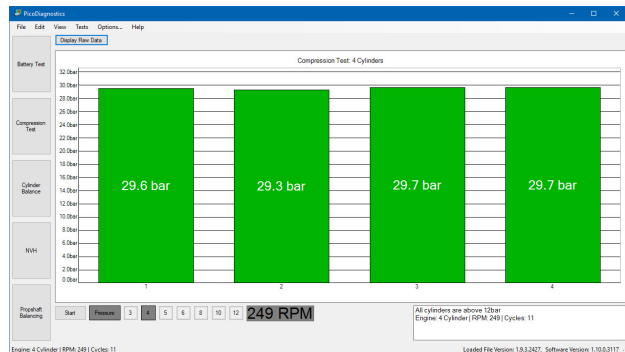 PicoDiagnostics
File Edit View Tests Options... Help
Display Raw Data
Battery Test
Compression
Test
Cylinder
Balance
NVH
Propshaft
Balancing
Compression Test: 4 Cylinders
32.0bar
30.0bar
28.0bar
26.0bar
24.0bar
22.0bar
20.0bar
18.0bar
16.0bar
14.0bar
12.0bar
10.0bar
8.0bar
6.0bar
4.0bar
2.0bar
0.0bar
29.6 bar
29.3 bar
29.7 bar
29.7 bar
1 2 3 4
Start Pressure 3 4 5 6 8 10 12 249 RPM
All cylinders are above 12bar
Engine: 4 Cylinder | RPM: 249 | Cycles: 11
Engine: 4 Cylinder | RPM: 249 | Cycles: 11
Loaded File Version: 1.9.3.2427, Software Version: 1.10.0.3117